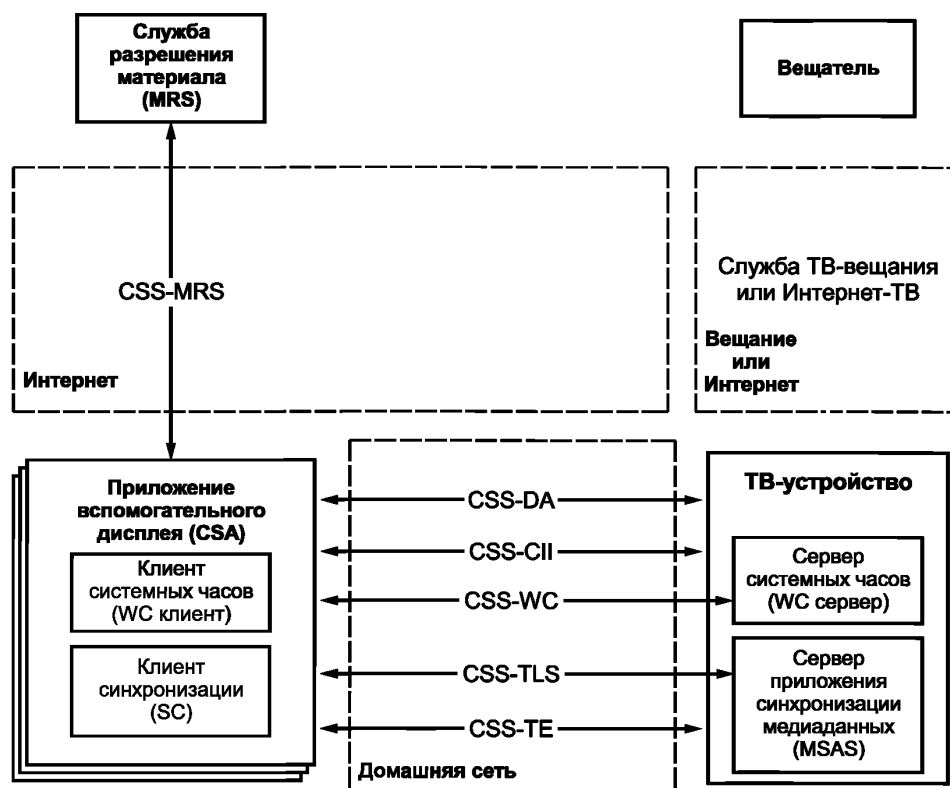 Служба
разрешения
материала
(MRS)
Вещатель
CSS-MRS
Интернет
Служба ТВ-вещания
или Интернет-ТВ
Вещание
или
Интернет
Приложение
вспомогательного
дисплея (CSA)
Клиент
системных часов
(WC клиент)
Клиент
синхронизации
(SC)
CSS-DA
CSS-CII
CSS-WC
CSS-TLS
CSS-TE
Домашняя сеть
ТВ-устройство
Сервер
системных часов
(WC сервер)
Сервер
приложения
синхронизации
медиаданных
(MSAS)